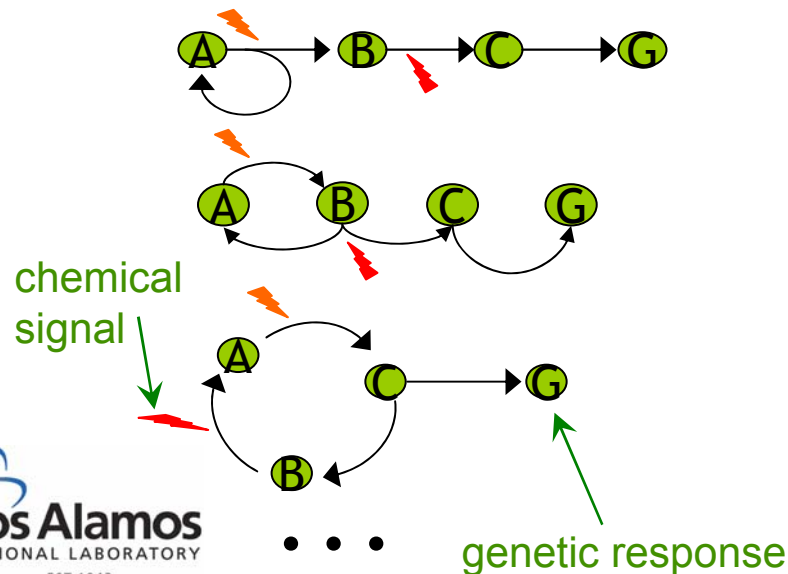 A B C G
A B C G
chemical
signal
A
C G
B
os Alamos
IONAL LABORATORY
• • •
genetic response